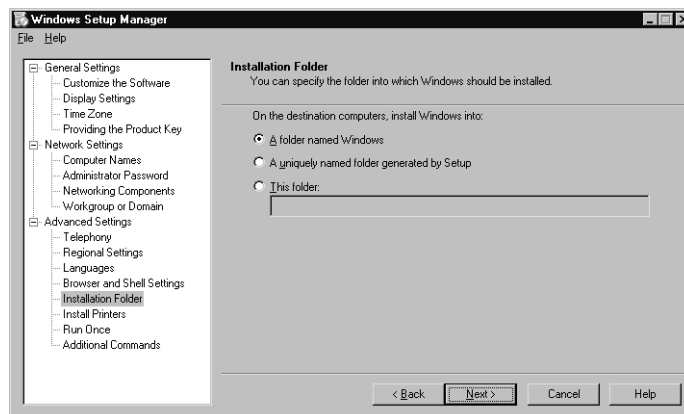 Windows Setup Manager
File Help
General Settings
Customize the Software
Display Settings
Time Zone
Providing the Product Key
Network Settings
Computer Names
Administrator Password
Networking Components
Workgroup or Domain
Advanced Settings
Telephony
Regional Settings
Languages
Browser and Shell Settings
Installation Folder
Install Printers
Run Once
Additional Commands
Installation Folder
You can specify the folder into which Windows should be installed.
On the destination computers, install Windows into:
A folder named Windows
A uniquely named folder generated by Setup
This folder:
< Back Next > Cancel Help